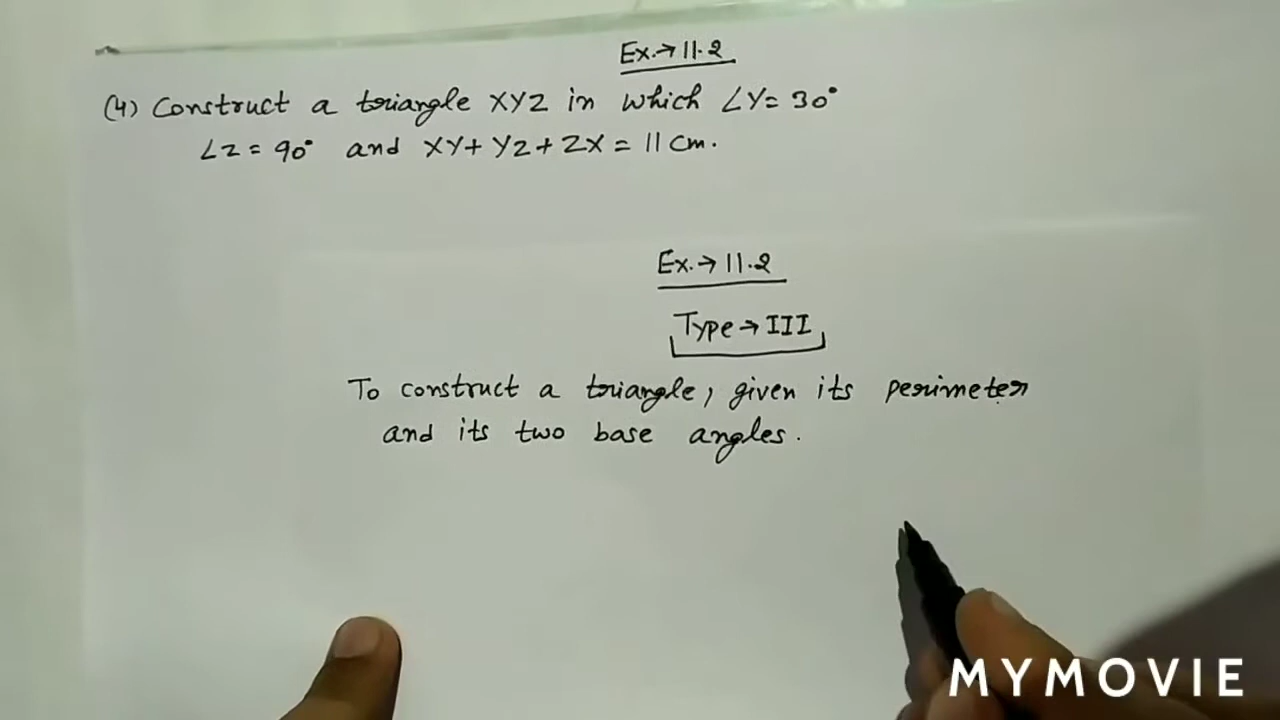 Ex.→ 11.2
(4) Construct a triangle XYZ in which ∠Y= 30°
∠Z = 90° and XY+ YZ + ZX = 11 cm.
Ex.→ 11.2
Type → III
To construct a triangle, given its perimeter
and its two base angles.
MYMOVIE